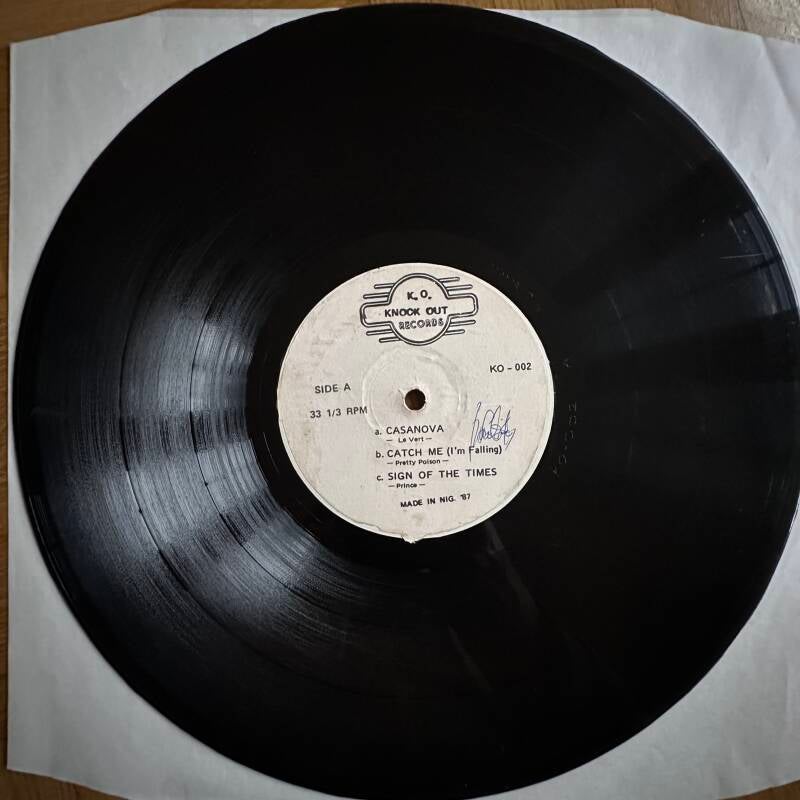 K. O.
KNOCK OUT
RECORDS
KO - 002
SIDE A
33 1/3 RPM
a. CASANOVA
— Le Vert —
b. CATCH ME (I'm Falling)
— Pretty Poison —
c. SIGN OF THE TIMES
— Prince —
MADE IN NIG. '87